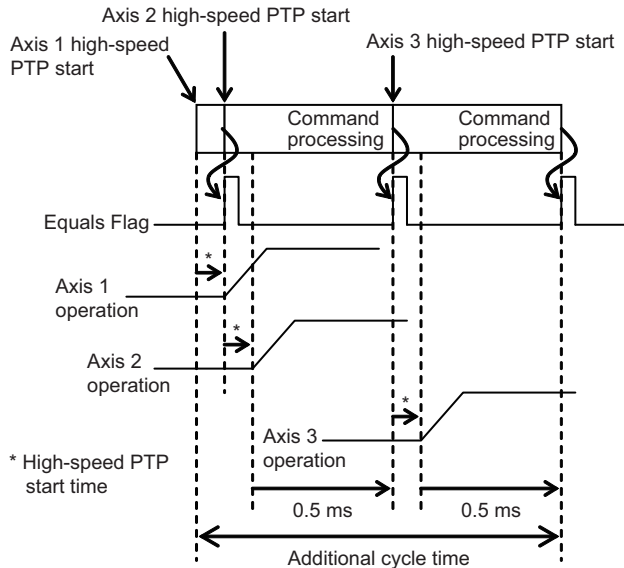 Axis 2 high-speed PTP start
Axis 1 high-speed
PTP start
Axis 3 high-speed PTP start
Command
processing
Command
processing
Equals Flag
*
Axis 1
operation
*
Axis 2
operation
*
Axis 3
operation
* High-speed PTP
start time
0.5 ms
0.5 ms
Additional cycle time